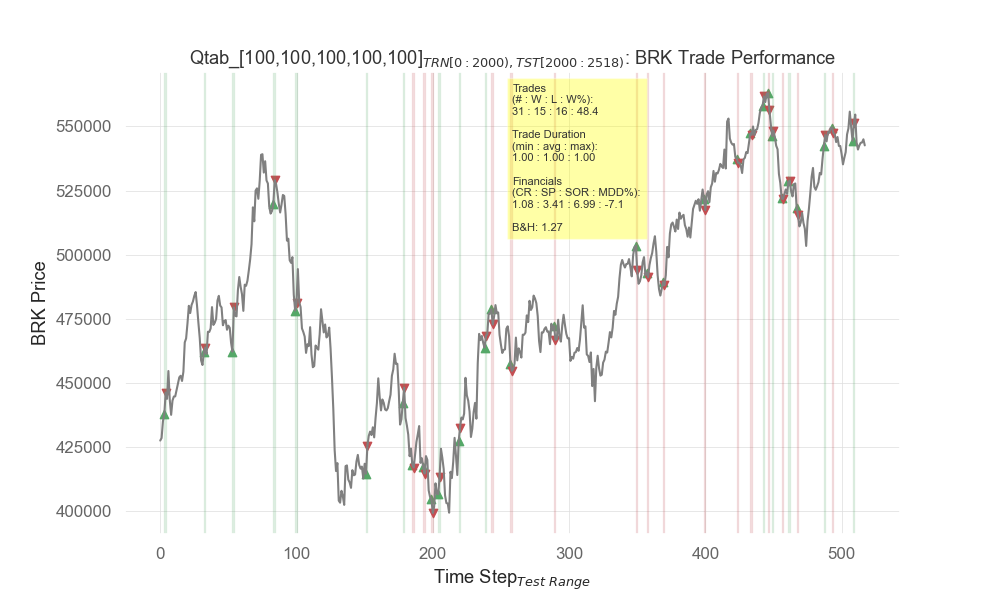 Qtab_[100,100,100,100,100]TRN[0:2000),TST[2000:2518): BRK Trade Performance
Trades
(# : W : L : W%):
31 : 15 : 16 : 48.4
Trade Duration
(min : avg : max):
1.00 : 1.00 : 1.00
Financials
(CR : SP : SOR : MDD%):
1.08 : 3.41 : 6.99 : -7.1
B&H: 1.27
550000
525000
500000
475000
450000
425000
400000
BRK Price
0 100 200 300 400 500
Time Step Test Range